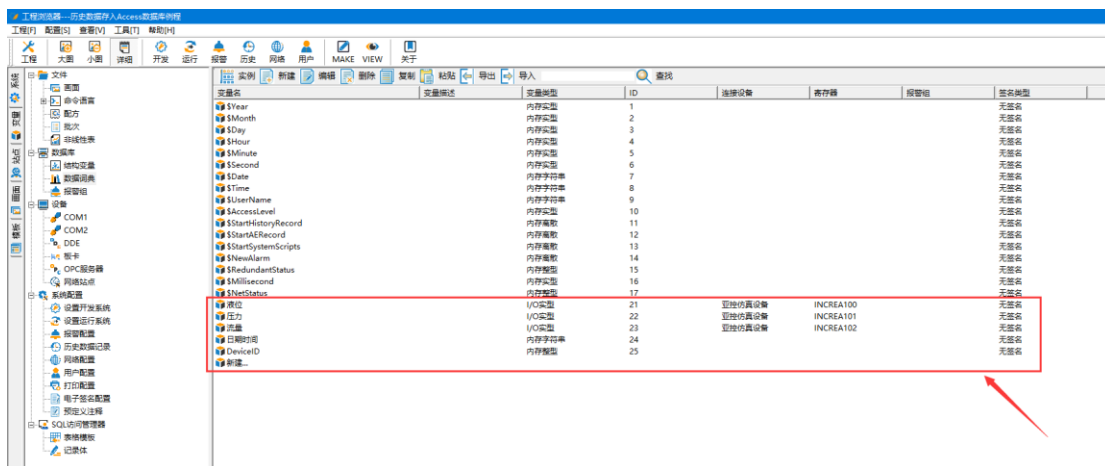 工程浏览器---历史数据存入Access数据库例程
工程[F] 配置[S] 查看[V] 工具[T] 帮助[H]
工程 大图 小图 详细 开发 运行 报警 历史 网络 用户 MAKE VIEW 关于
实例 新建 编辑 删除 复制 粘贴 导出 导入 查找
系统
变量
站点
画面
模板
文件
画面
命令语言
配方
批次
非线性表
数据库
结构变量
数据词典
报警组
设备
COM1
COM2
DDE
板卡
OPC服务器
网络站点
系统配置
设置开发系统
设置运行系统
报警配置
历史数据记录
网络配置
用户配置
打印配置
电子签名配置
预定义注释
SQL访问管理器
表格模板
记录体
变量名 变量描述 变量类型 ID 连接设备 寄存器 报警组 签名类型
$Year 内存实型 1 无签名
$Month 内存实型 2 无签名
$Day 内存实型 3 无签名
$Hour 内存实型 4 无签名
$Minute 内存实型 5 无签名
$Second 内存实型 6 无签名
$Date 内存字符串 7 无签名
$Time 内存字符串 8 无签名
$UserName 内存字符串 9 无签名
$AccessLevel 内存实型 10 无签名
$StartHistoryRecord 内存离散 11 无签名
$StartAERecord 内存离散 12 无签名
$StartSystemScripts 内存离散 13 无签名
$NewAlarm 内存离散 14 无签名
$RedundantStatus 内存整型 15 无签名
$Millisecond 内存实型 16 无签名
$NetStatus 内存整型 17 无签名
液位 I/O实型 21 亚控仿真设备 INCREA100 无签名
压力 I/O实型 22 亚控仿真设备 INCREA101 无签名
流量 I/O实型 23 亚控仿真设备 INCREA102 无签名
日期时间 内存字符串 24 无签名
DeviceID 内存整型 25 无签名
新建...